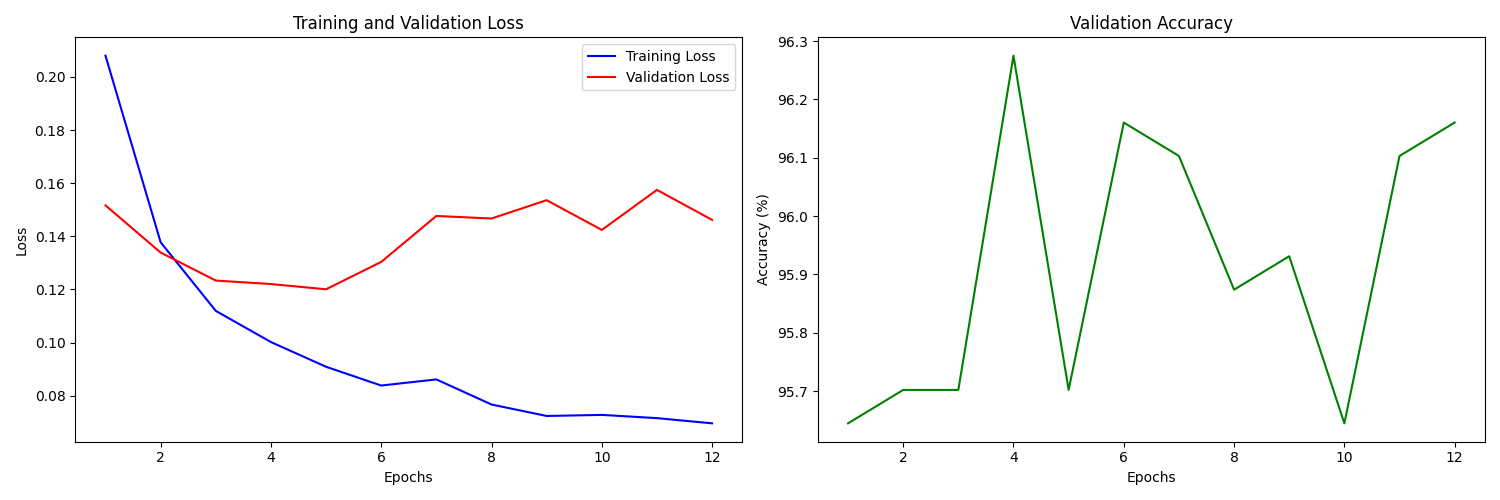 Training and Validation Loss
Training Loss
Validation Loss
0.20
0.18
0.16
0.14
0.12
0.10
0.08
Loss
2 4 6 8 10 12
Epochs
Validation Accuracy
96.3
96.2
96.1
96.0
95.9
95.8
95.7
Accuracy (%)
2 4 6 8 10 12
Epochs